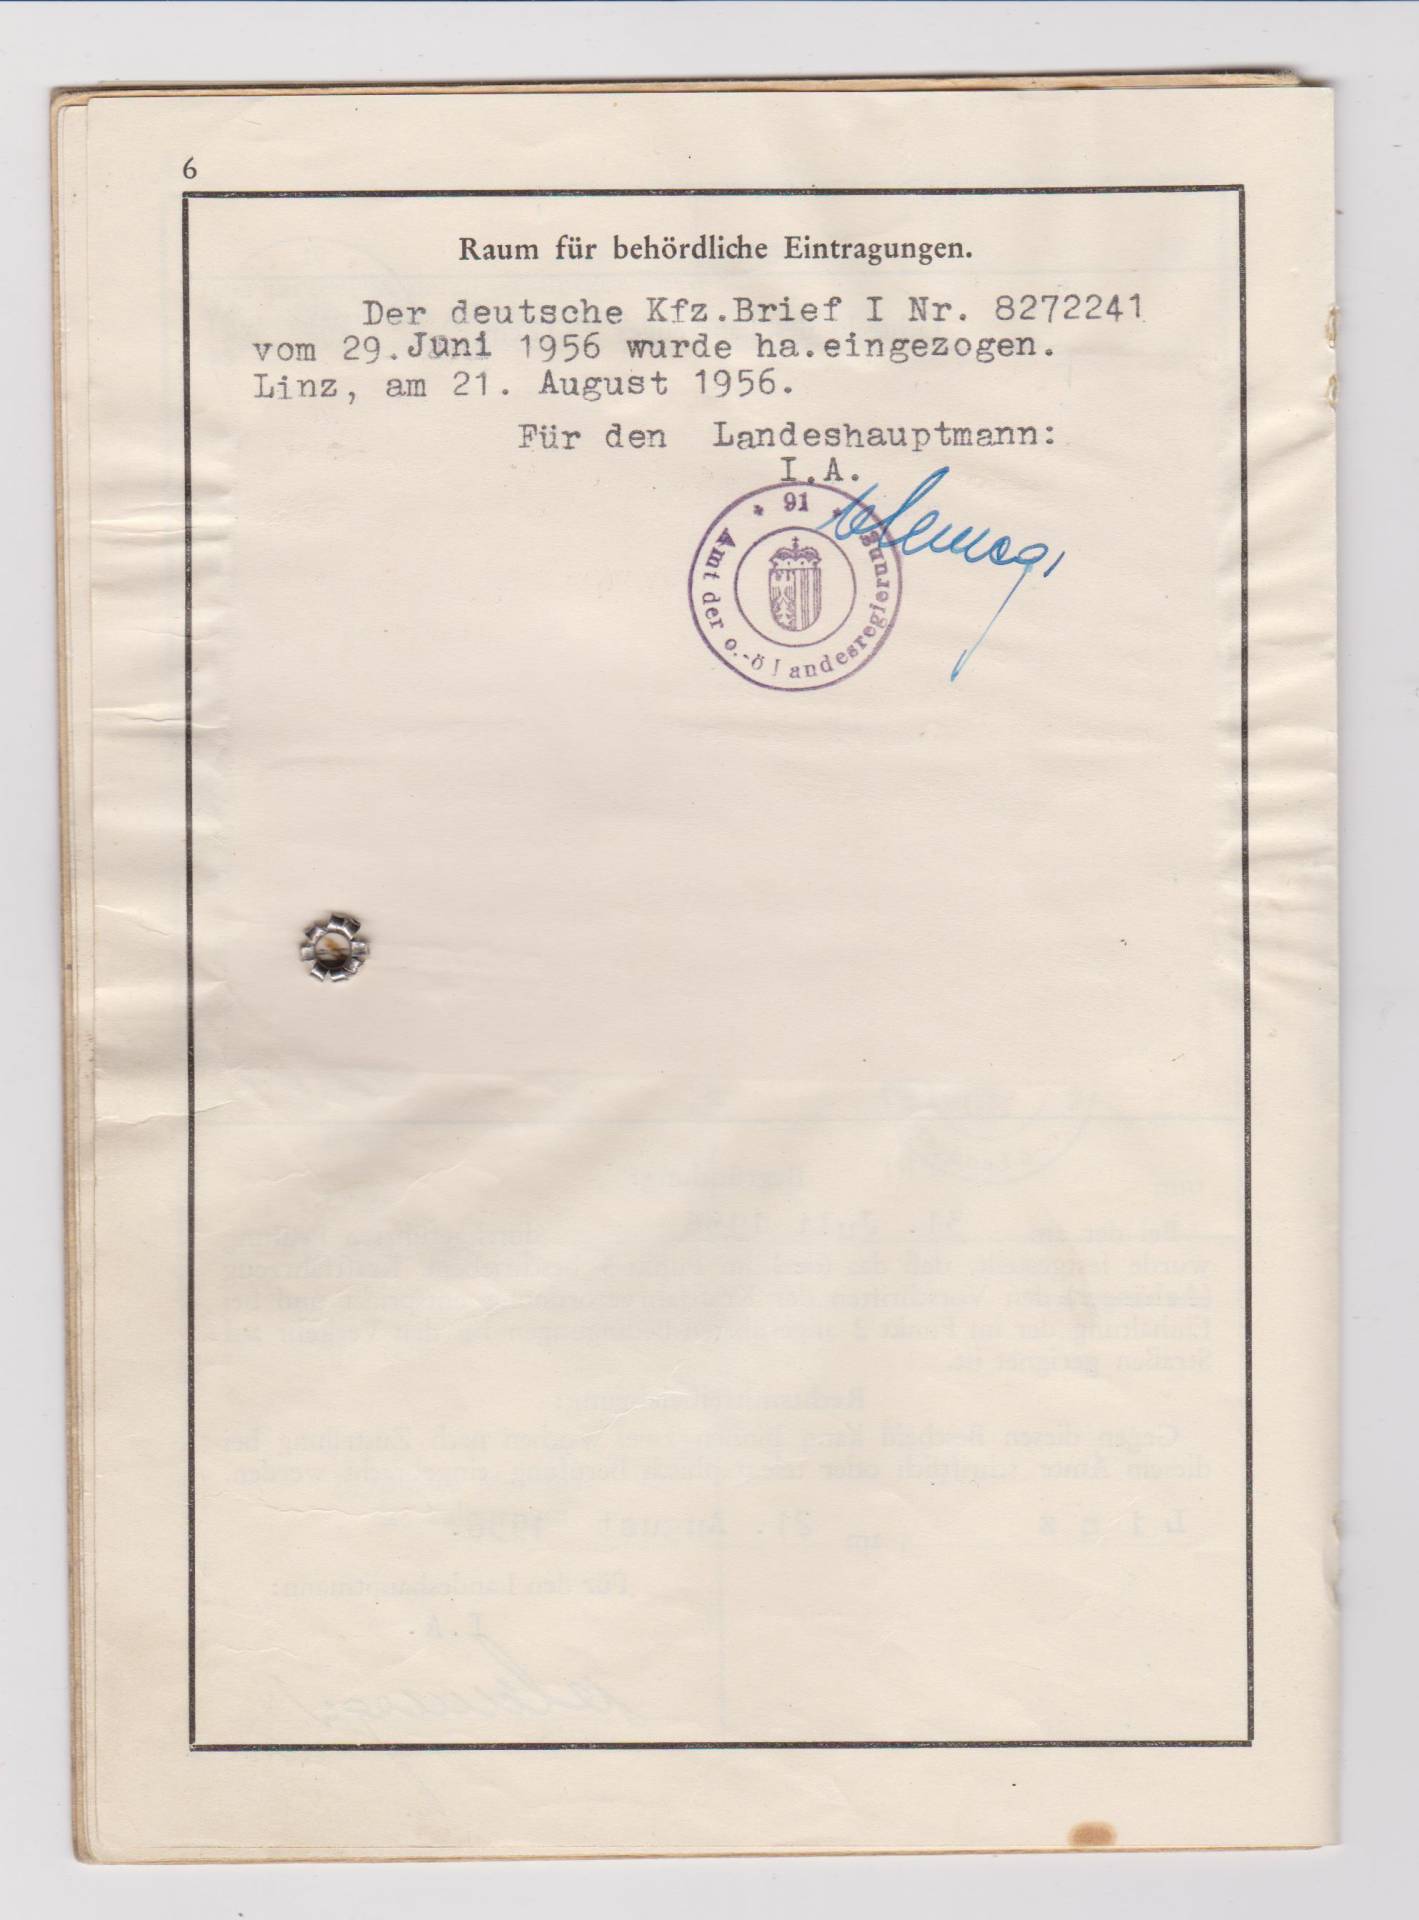 6
Raum für behördliche Eintragungen.
Der deutsche Kfz.Brief I Nr. 8272241
vom 29.Juni 1956 wurde ha.eingezogen.
Linz, am 21. August 1956.
Für den Landeshauptmann:
I.A.
* 91 *
Amt der o.-ö Landesregierung